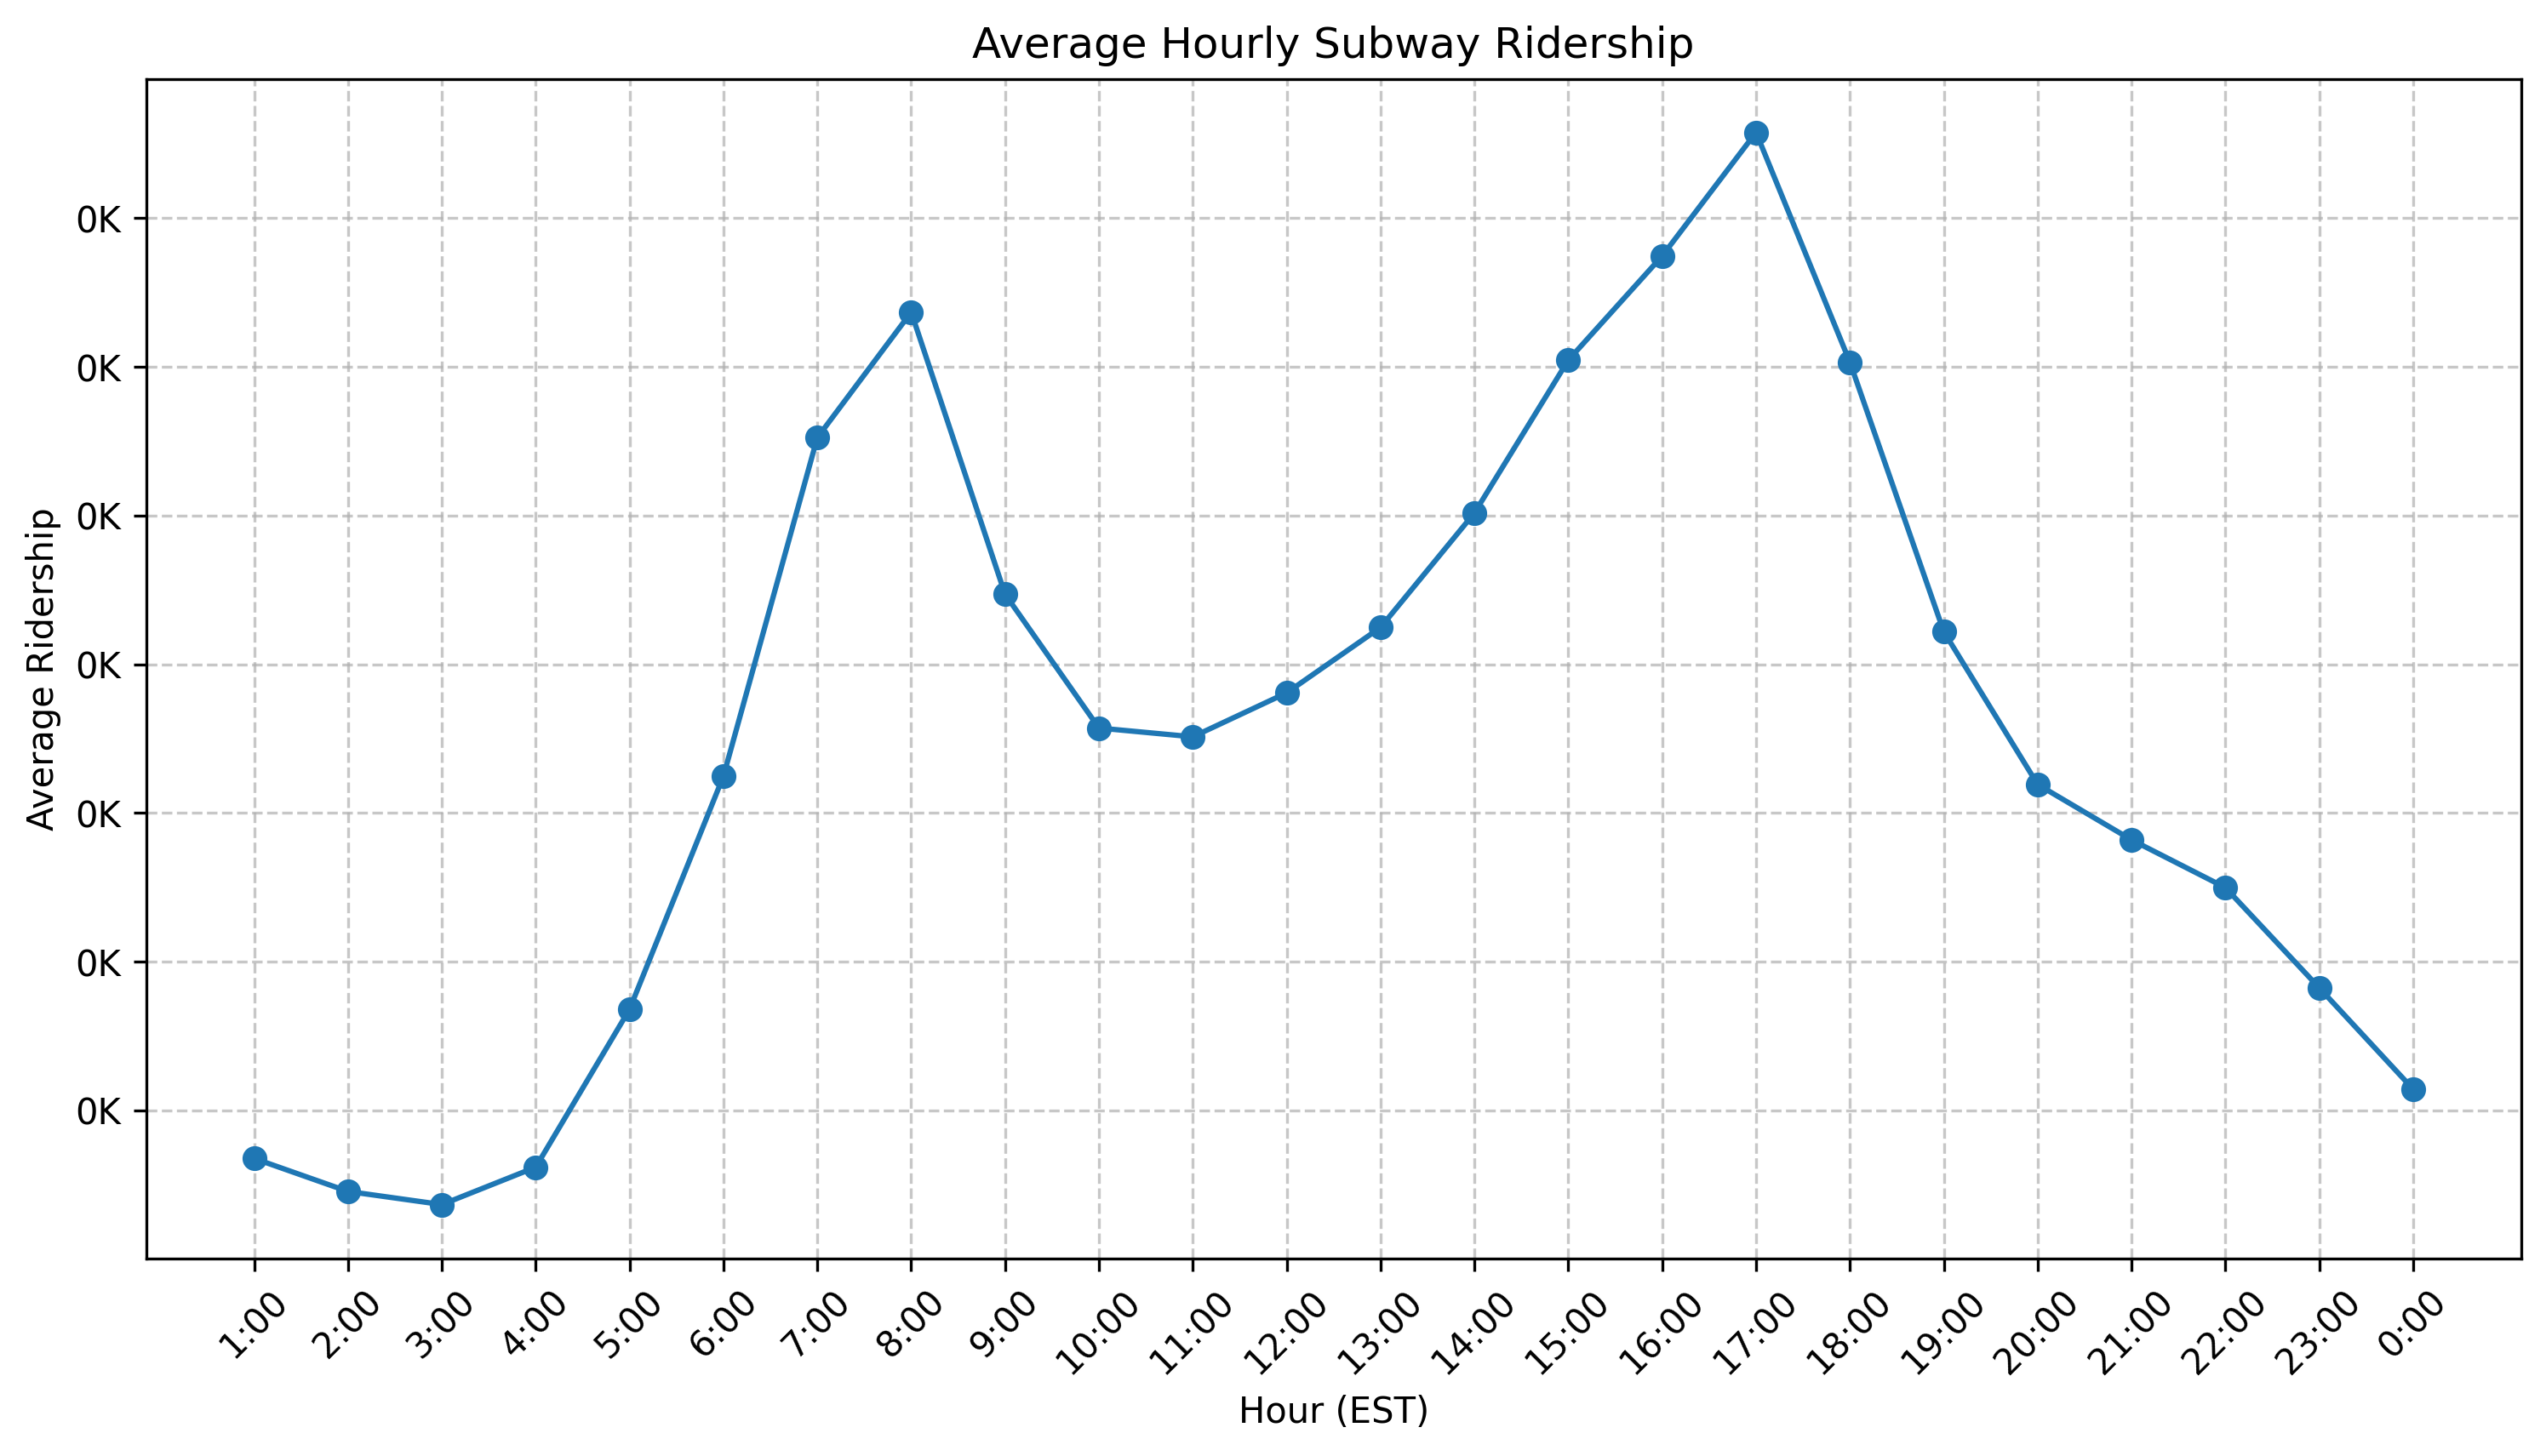 Average Hourly Subway Ridership
Average Ridership
0K
0K
0K
0K
0K
0K
0K
1:00
2:00
3:00
4:00
5:00
6:00
7:00
8:00
9:00
10:00
11:00
12:00
13:00
14:00
15:00
16:00
17:00
18:00
19:00
20:00
21:00
22:00
23:00
0:00
Hour (EST)